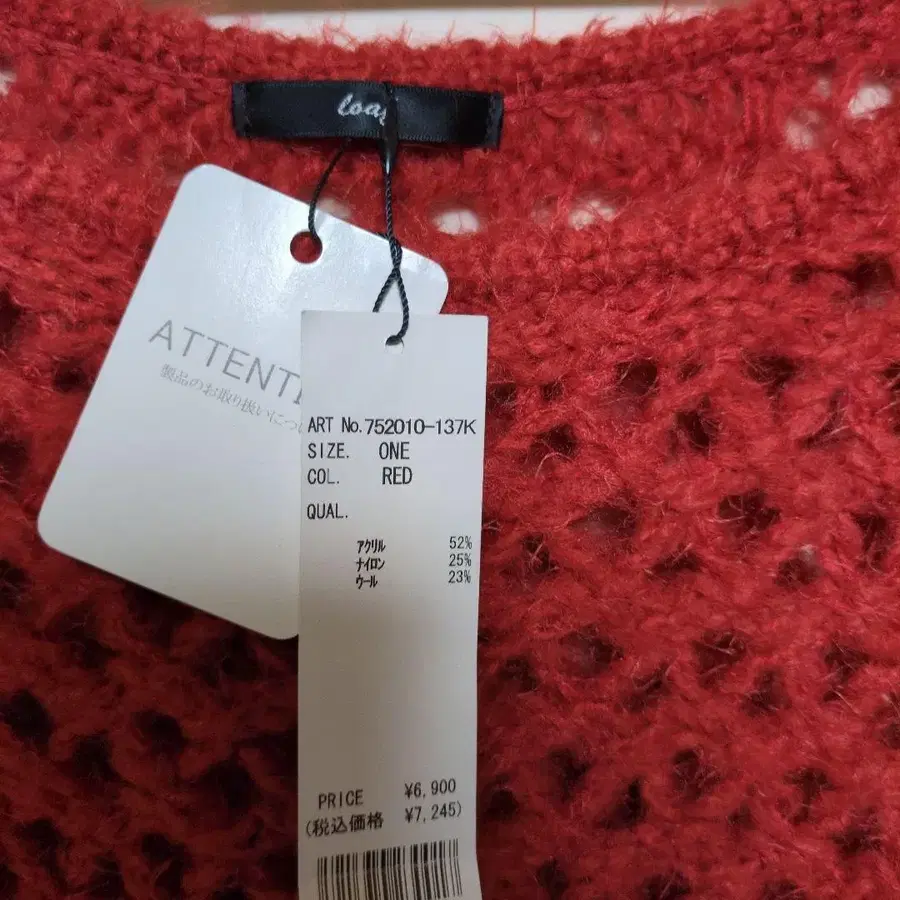 ATTENTI
製品のお取り扱いについ
ART No.752010-137K
SIZE. ONE
COL. RED
QUAL.
アクリル 52%
ナイロン 25%
ウール 23%
PRICE ¥6,900
(税込価格 ¥7,245)